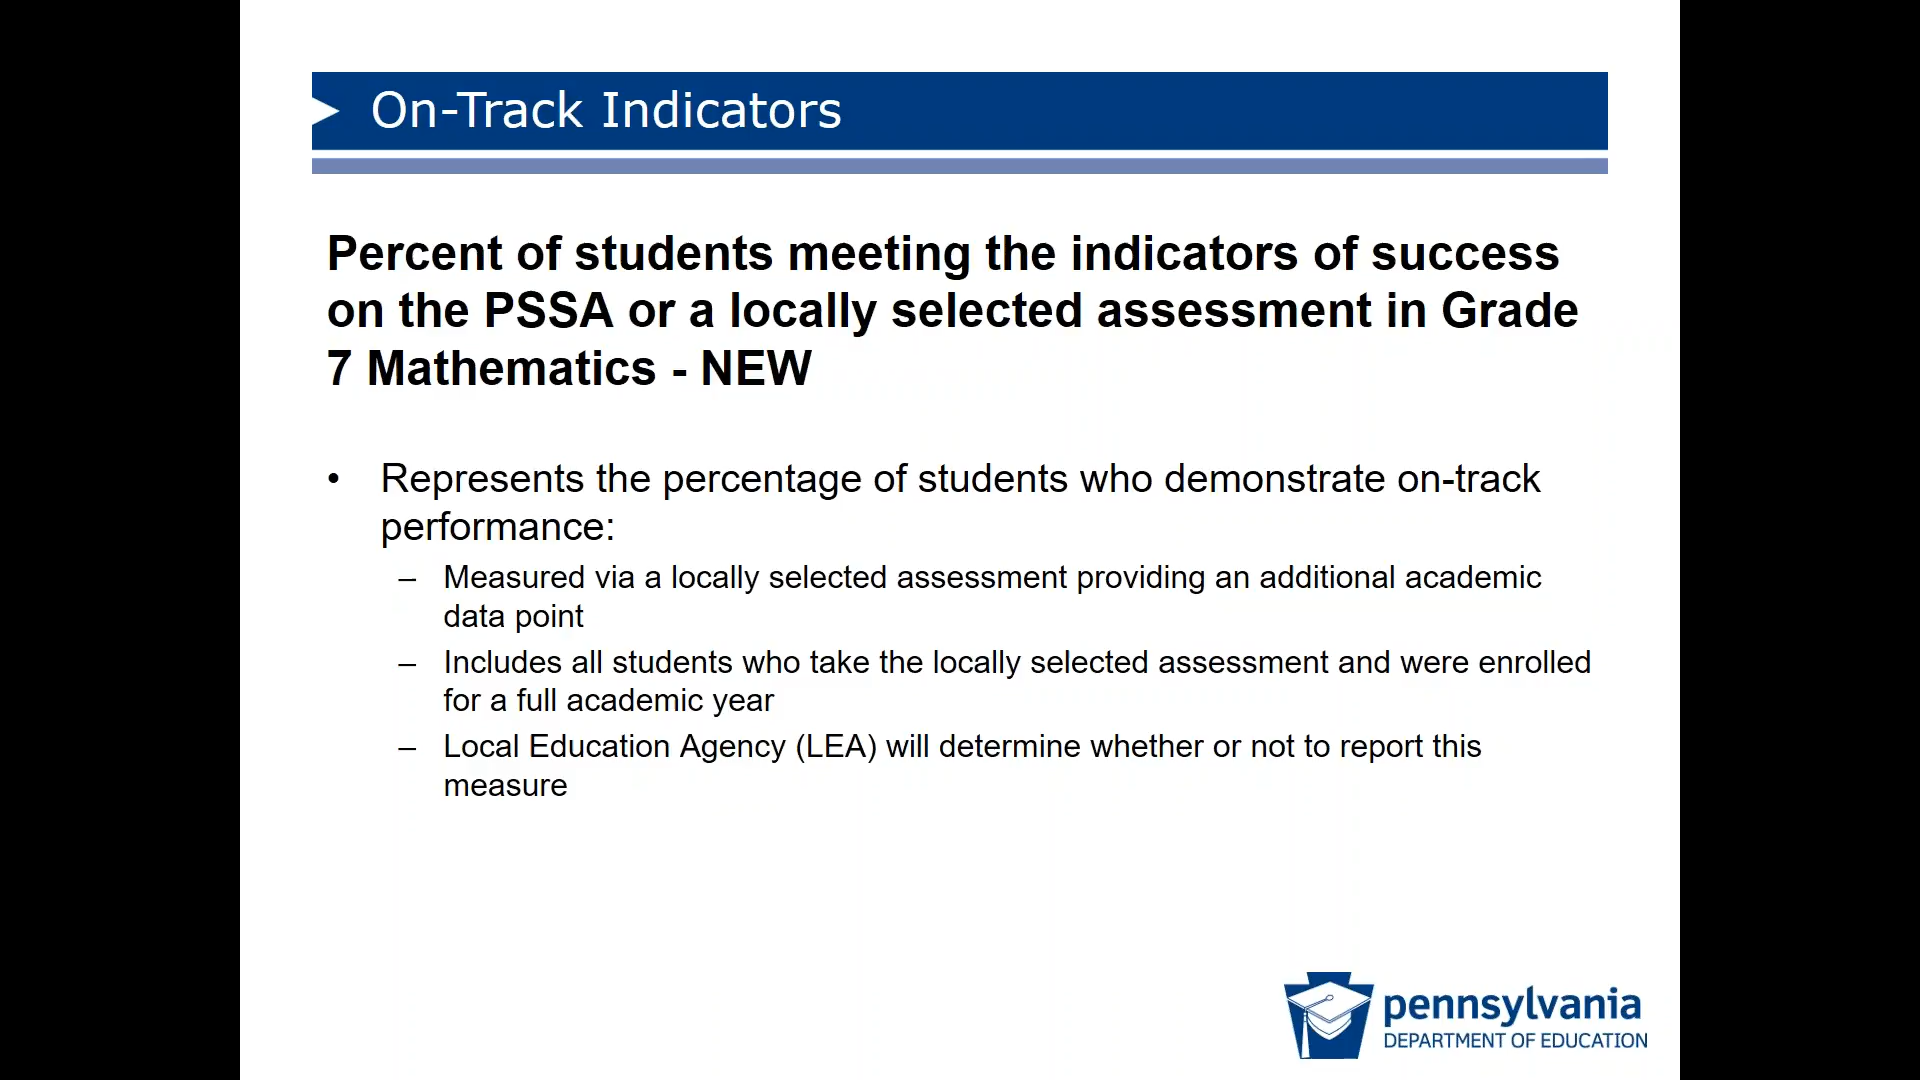 On-Track Indicators
Percent of students meeting the indicators of success
on the PSSA or a locally selected assessment in Grade
7 Mathematics - NEW
• Represents the percentage of students who demonstrate on-track
performance:
– Measured via a locally selected assessment providing an additional academic
data point
– Includes all students who take the locally selected assessment and were enrolled
for a full academic year
– Local Education Agency (LEA) will determine whether or not to report this
measure
pennsylvania
DEPARTMENT OF EDUCATION